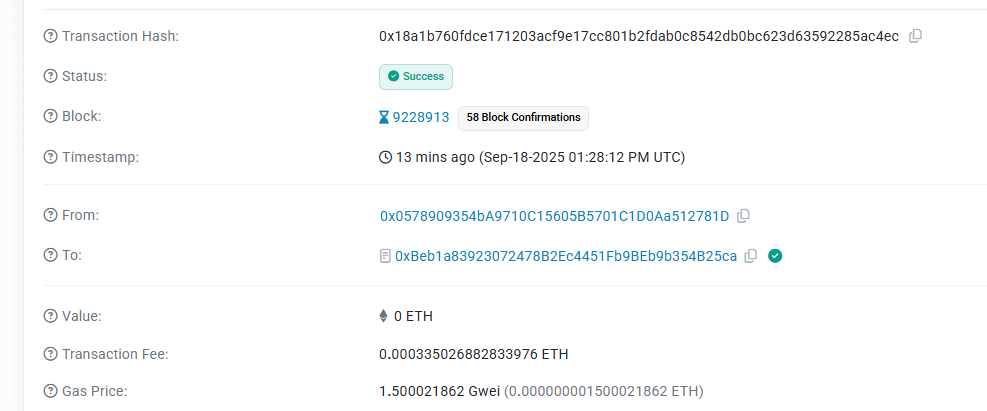 Transaction Hash: 0x18a1b760fdce171203acf9e17cc801b2fdab0c8542db0bc623d63592285ac4ec
Status: Success
Block: 9228913 58 Block Confirmations
Timestamp: 13 mins ago (Sep-18-2025 01:28:12 PM UTC)
From: 0x0578909354bA9710C15605B5701C1D0Aa512781D
To: 0xBeb1a83923072478B2Ec4451Fb9BEb9b354B25ca
Value: 0 ETH
Transaction Fee: 0.000335026882833976 ETH
Gas Price: 1.500021862 Gwei (0.000000001500021862 ETH)